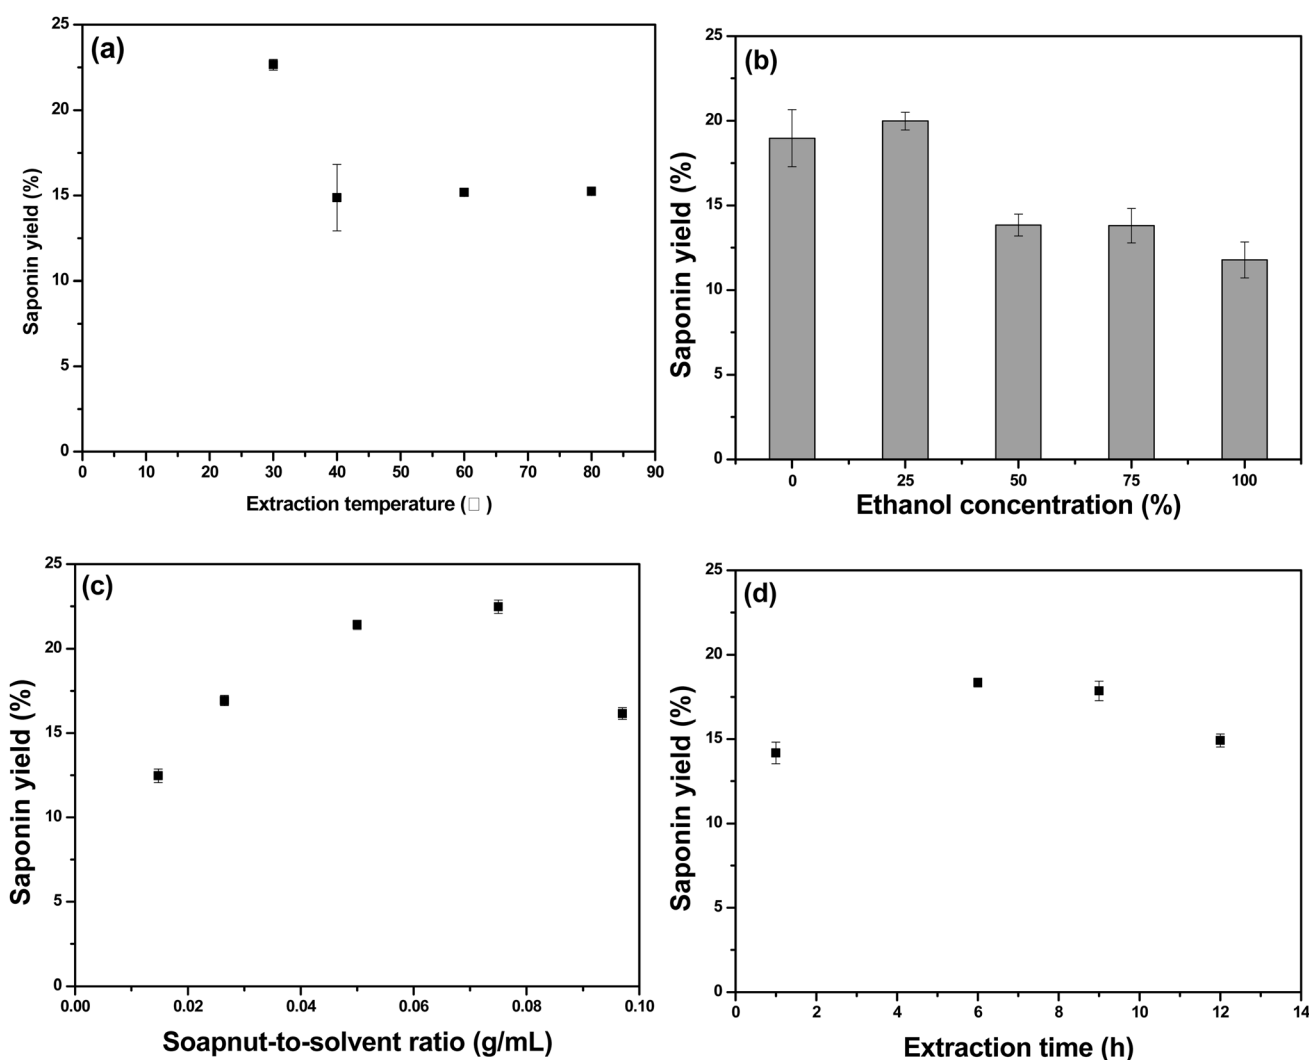 (a)
25
20
15
10
5
0
0 10 20 30 40 50 60 70 80 90
Saponin yield (%)
Extraction temperature (□ )
(b)
25
20
15
10
5
0
0 25 50 75 100
Saponin yield (%)
Ethanol concentration (%)
(c)
25
20
15
10
5
0
0.00 0.02 0.04 0.06 0.08 0.10
Saponin yield (%)
Soapnut-to-solvent ratio (g/mL)
(d)
25
20
15
10
5
0
0 2 4 6 8 10 12 14
Saponin yield (%)
Extraction time (h)